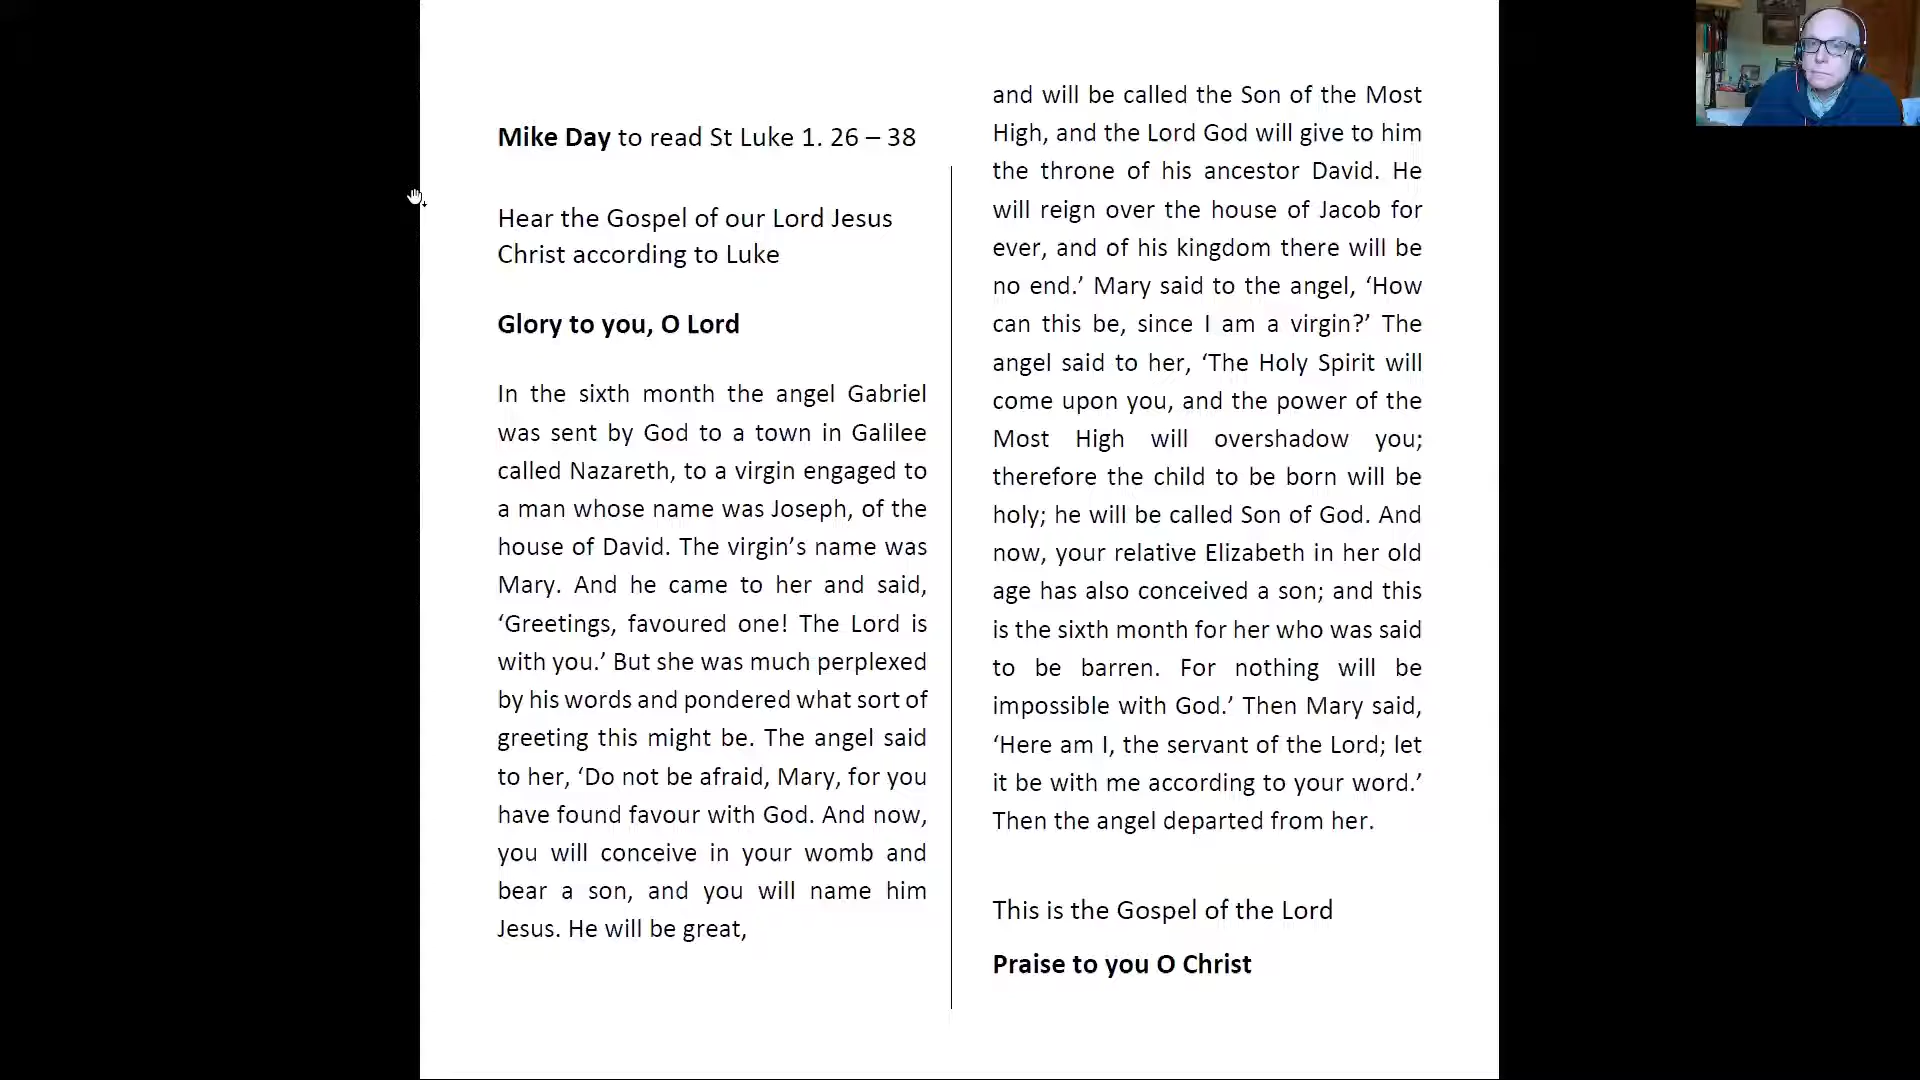 Mike Day to read St Luke 1. 26 – 38
Hear the Gospel of our Lord Jesus
Christ according to Luke
Glory to you, O Lord
In the sixth month the angel Gabriel
was sent by God to a town in Galilee
called Nazareth, to a virgin engaged to
a man whose name was Joseph, of the
house of David. The virgin’s name was
Mary. And he came to her and said,
‘Greetings, favoured one! The Lord is
with you.’ But she was much perplexed
by his words and pondered what sort of
greeting this might be. The angel said
to her, ‘Do not be afraid, Mary, for you
have found favour with God. And now,
you will conceive in your womb and
bear a son, and you will name him
Jesus. He will be great,
and will be called the Son of the Most
High, and the Lord God will give to him
the throne of his ancestor David. He
will reign over the house of Jacob for
ever, and of his kingdom there will be
no end.’ Mary said to the angel, ‘How
can this be, since I am a virgin?’ The
angel said to her, ‘The Holy Spirit will
come upon you, and the power of the
Most High will overshadow you;
therefore the child to be born will be
holy; he will be called Son of God. And
now, your relative Elizabeth in her old
age has also conceived a son; and this
is the sixth month for her who was said
to be barren. For nothing will be
impossible with God.’ Then Mary said,
‘Here am I, the servant of the Lord; let
it be with me according to your word.’
Then the angel departed from her.
This is the Gospel of the Lord
Praise to you O Christ